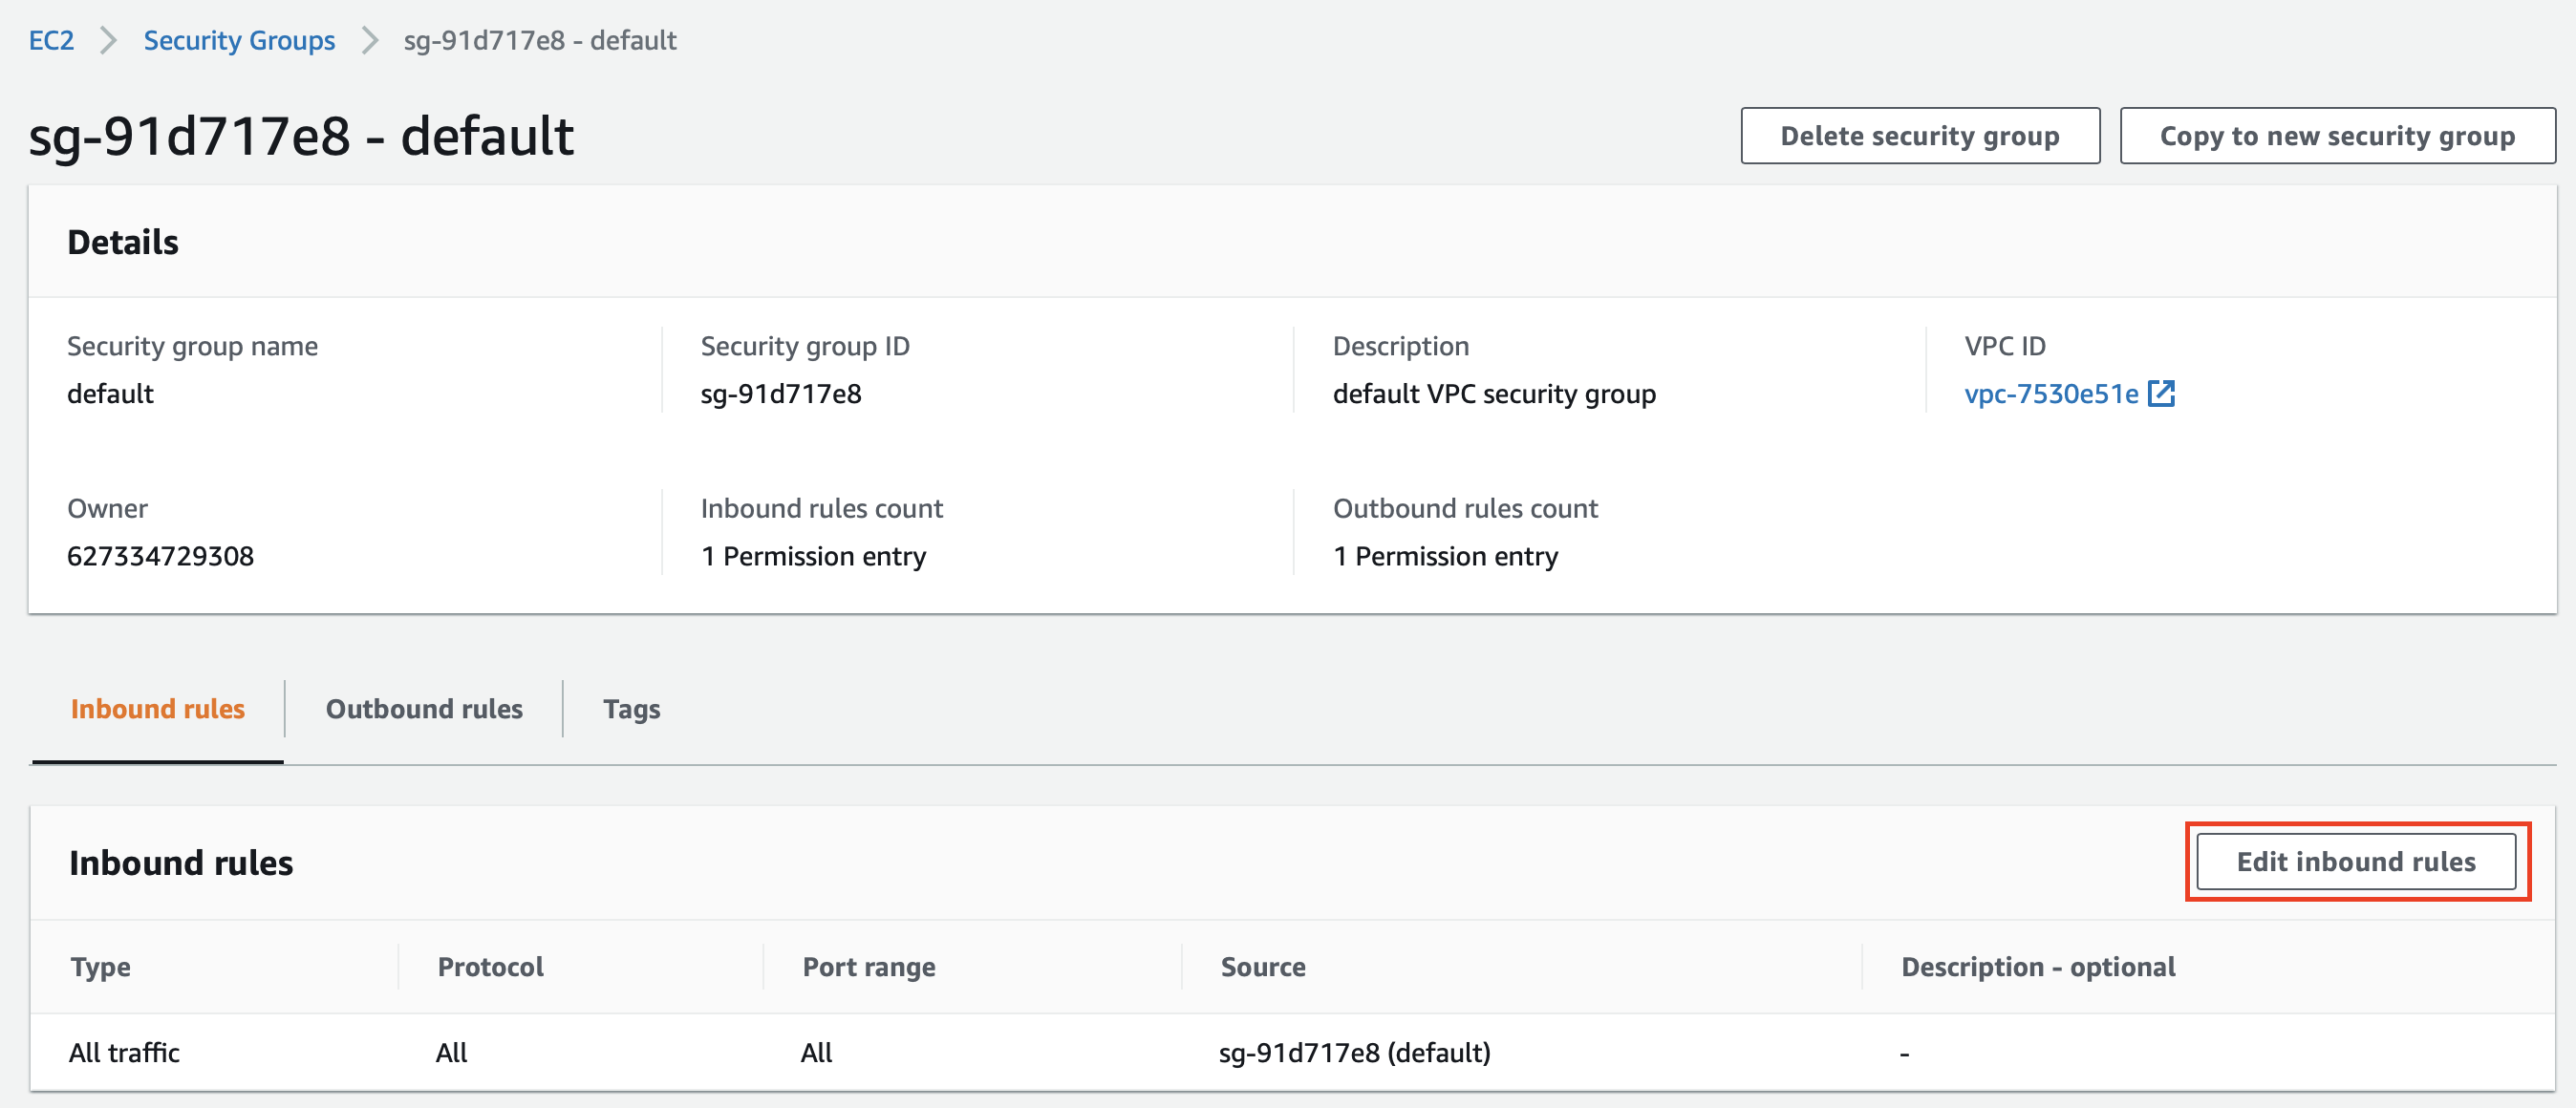 EC2 > Security Groups > sg-91d717e8 - default
sg-91d717e8 - default
Delete security group
Copy to new security group
Details
Security group name
default
Security group ID
sg-91d717e8
Description
default VPC security group
VPC ID
vpc-7530e51e
Owner
627334729308
Inbound rules count
1 Permission entry
Outbound rules count
1 Permission entry
Inbound rules
Outbound rules
Tags
Inbound rules
Edit inbound rules
Type Protocol Port range Source Description - optional
All traffic All All sg-91d717e8 (default) -